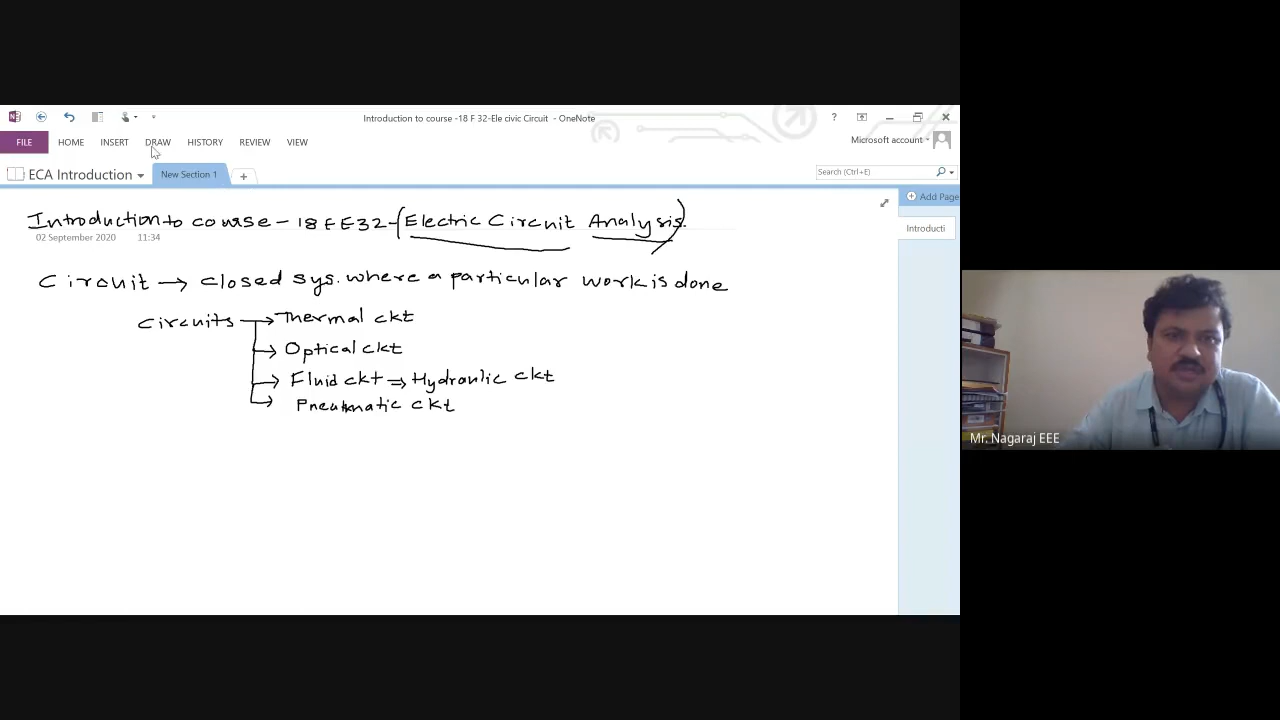 Introduction to course -18 F 32-Ele civic Circuit - OneNote
?
FILE HOME INSERT DRAW HISTORY REVIEW VIEW
Microsoft account
ECA Introduction New Section 1 +
Search (Ctrl+E)
Add Page
Introducti
Introduction to course - 18EE32-(Electric Circuit Analysis)
02 September 2020 11:34
Circuit → closed sys. where a particular work is done
Circuits → Thermal ckt
→ Optical ckt
→ Fluid ckt ⇒ Hydraulic ckt
→ Pneumatic ckt
Mr. Nagaraj EEE